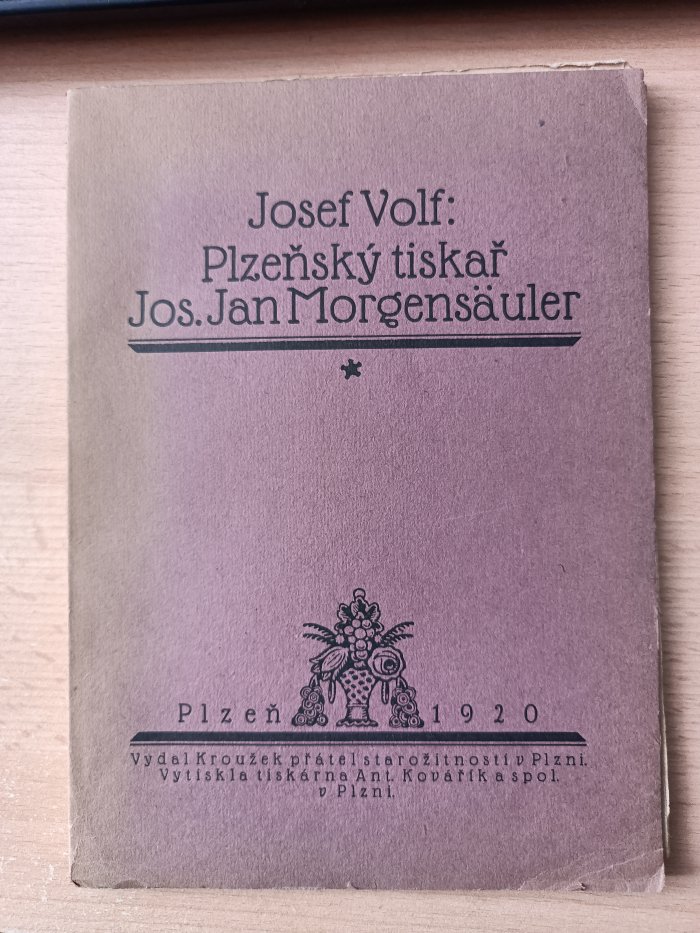 Josef Volf:
Plzeňský tiskař
Jos. Jan Morgensäuler
*
Plzeň 1920
Vydal Kroužek přátel starožitností v Plzni.
Vytiskla tiskárna Ant. Kovářík a spol.
v Plzni.